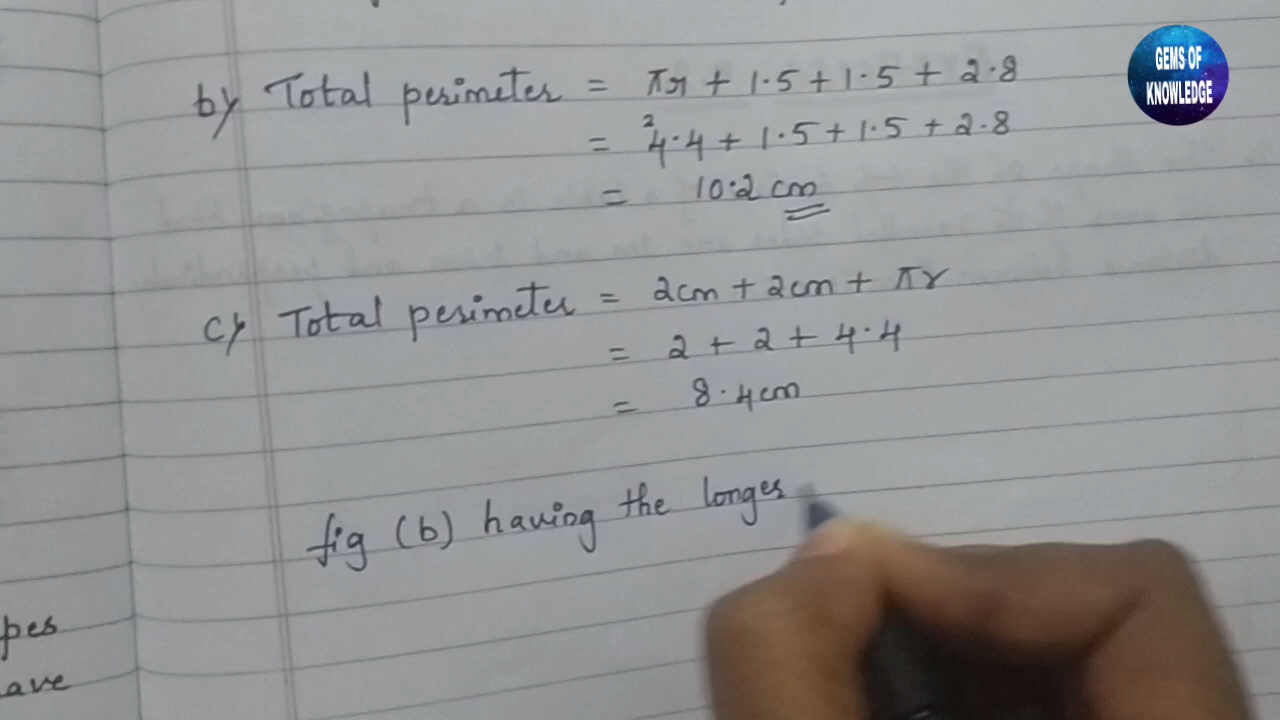 b) Total perimeter = πr + 1.5 + 1.5 + 2.8
= 4.4 + 1.5 + 1.5 + 2.8
2
= 10.2 cm
c) Total perimeter = 2cm + 2cm + πr
= 2 + 2 + 4.4
= 8.4cm
fig (b) having the longes
pes
ave
GEMS OF
KNOWLEDGE